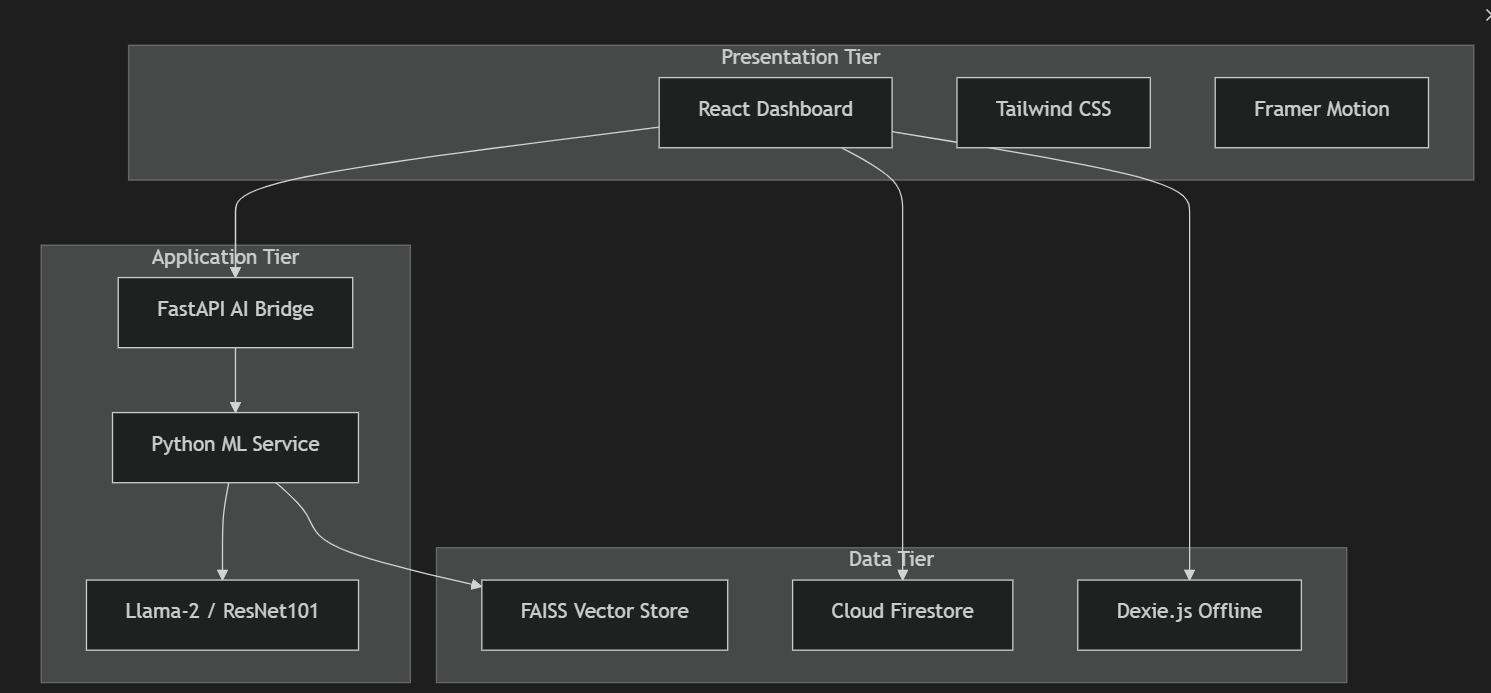 Presentation Tier
React Dashboard
Tailwind CSS
Framer Motion
Application Tier
FastAPI AI Bridge
Python ML Service
Llama-2 / ResNet101
Data Tier
FAISS Vector Store
Cloud Firestore
Dexie.js Offline